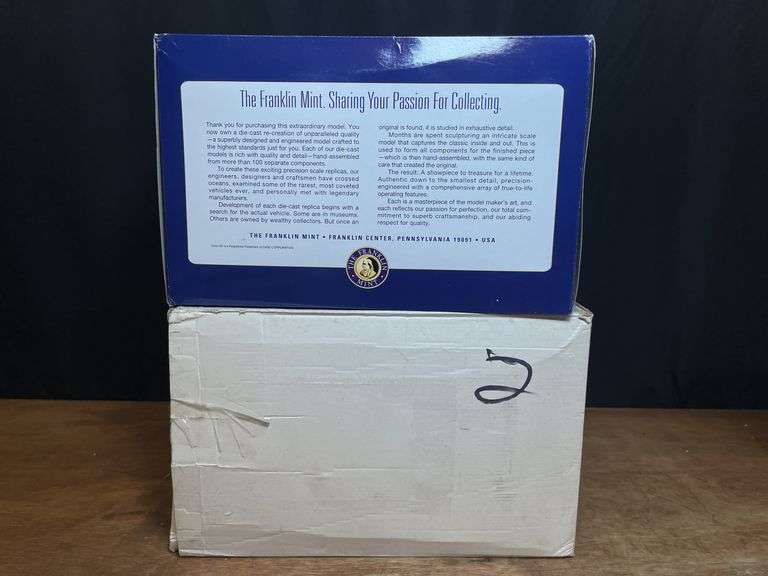 The Franklin Mint. Sharing Your Passion For Collecting.
Thank you for purchasing this extraordinary model. You
now own a die-cast re-creation of unparalleled quality
—a superbly designed and engineered model crafted to
the highest standards just for you. Each of our die-cast
models is rich with quality and detail—hand-assembled
from more than 100 separate components.
To create these exciting precision scale replicas, our
engineers, designers and craftsmen have crossed
oceans, examined some of the rarest, most coveted
vehicles ever, and personally met with legendary
manufacturers.
Development of each die-cast replica begins with a
search for the actual vehicle. Some are in museums.
Others are owned by wealthy collectors. But once an
original is found, it is studied in exhaustive detail.
Months are spent sculpturing an intricate scale
model that captures the classic inside and out. This is
used to form all components for the finished piece
—which is then hand-assembled, with the same kind of
care that created the original.
The result: A showpiece to treasure for a lifetime.
Authentic down to the smallest detail, precision-
engineered with a comprehensive array of true-to-life
operating features.
Each is a masterpiece of the model maker's art, and
each reflects our passion for perfection, our total com-
mitment to superb craftsmanship, and our abiding
respect for quality.
THE FRANKLIN MINT • FRANKLIN CENTER, PENNSYLVANIA 19091 • USA
THE FRANKLIN
MINT
2